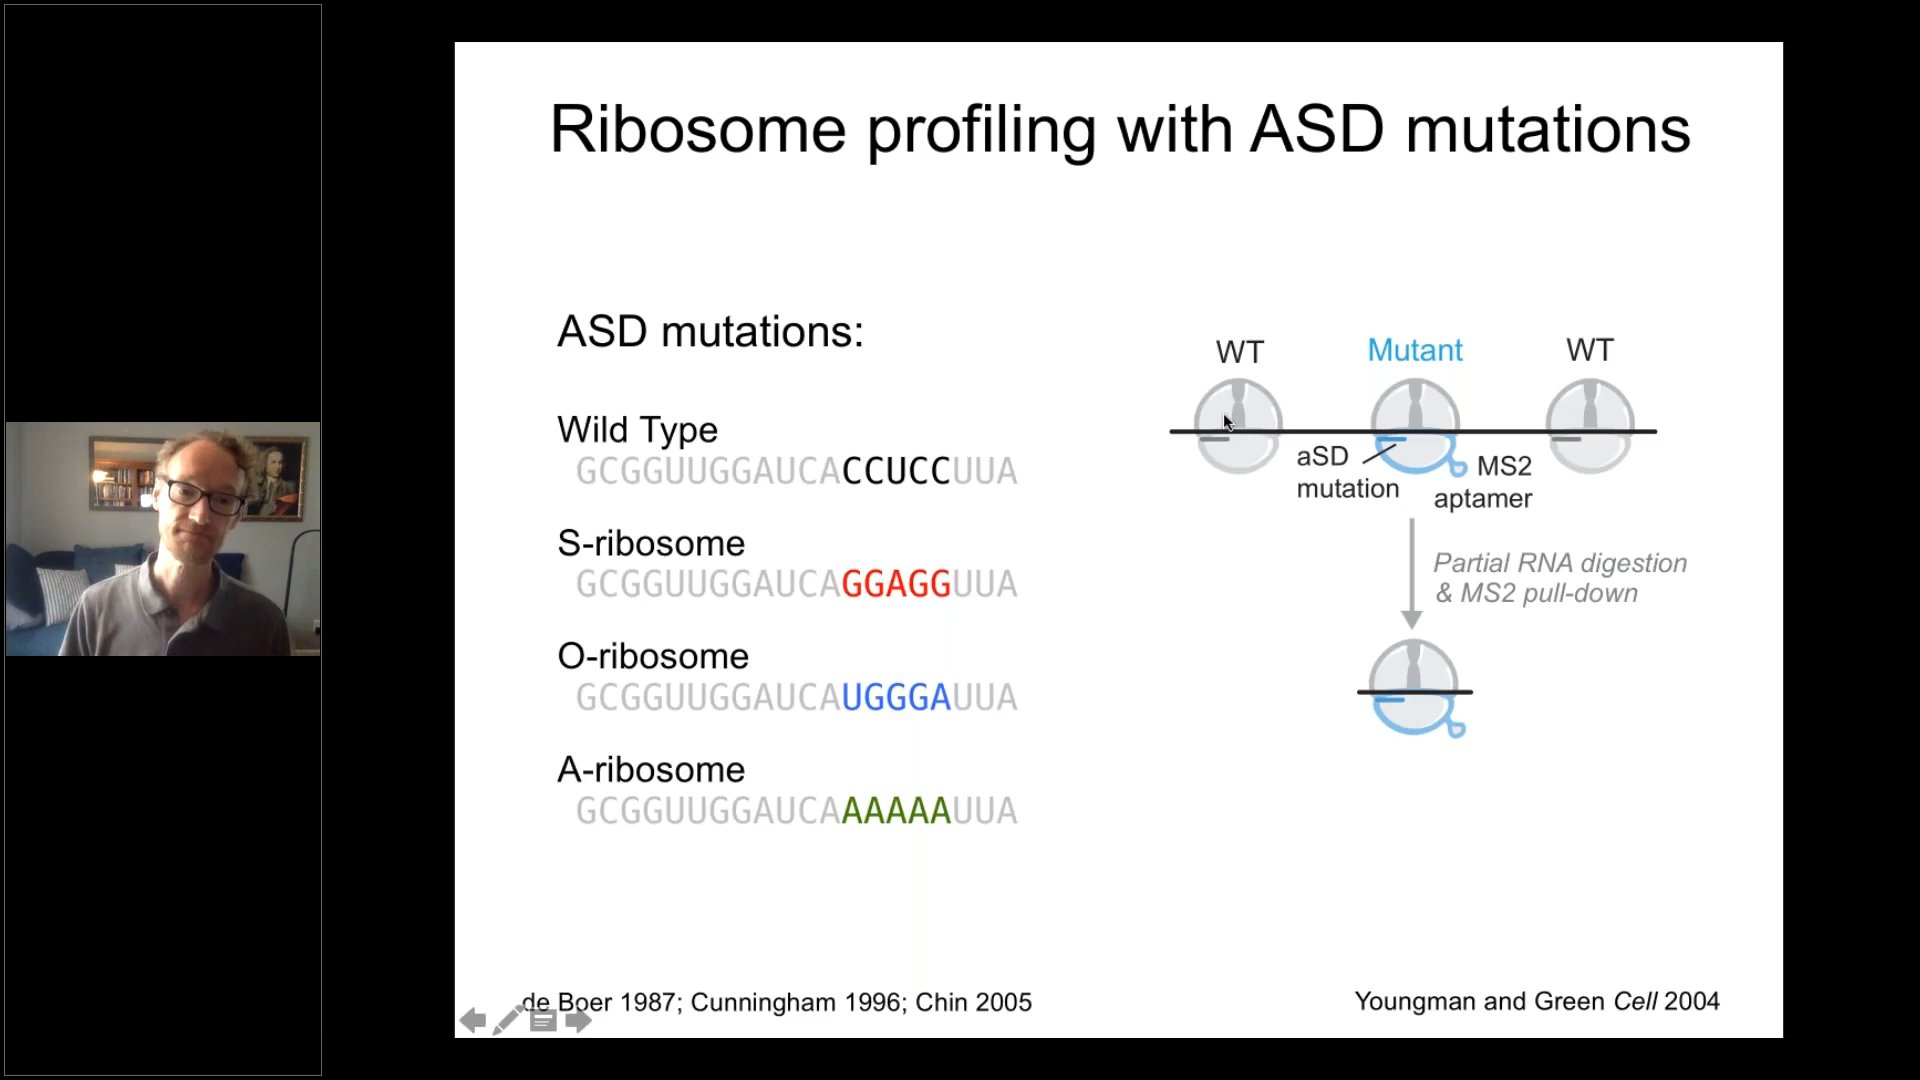 Ribosome profiling with ASD mutations
ASD mutations:
Wild Type
GCGGUUGGAUCACCUCCUUA
S-ribosome
GCGGUUGGAUCAGGAGGUUA
O-ribosome
GCGGUUGGAUCAUGGGAUUA
A-ribosome
GCGGUUGGAUCAAAAAAUUA
WT
Mutant
WT
aSD
mutation
MS2
aptamer
Partial RNA digestion
& MS2 pull-down
de Boer 1987; Cunningham 1996; Chin 2005
Youngman and Green Cell 2004